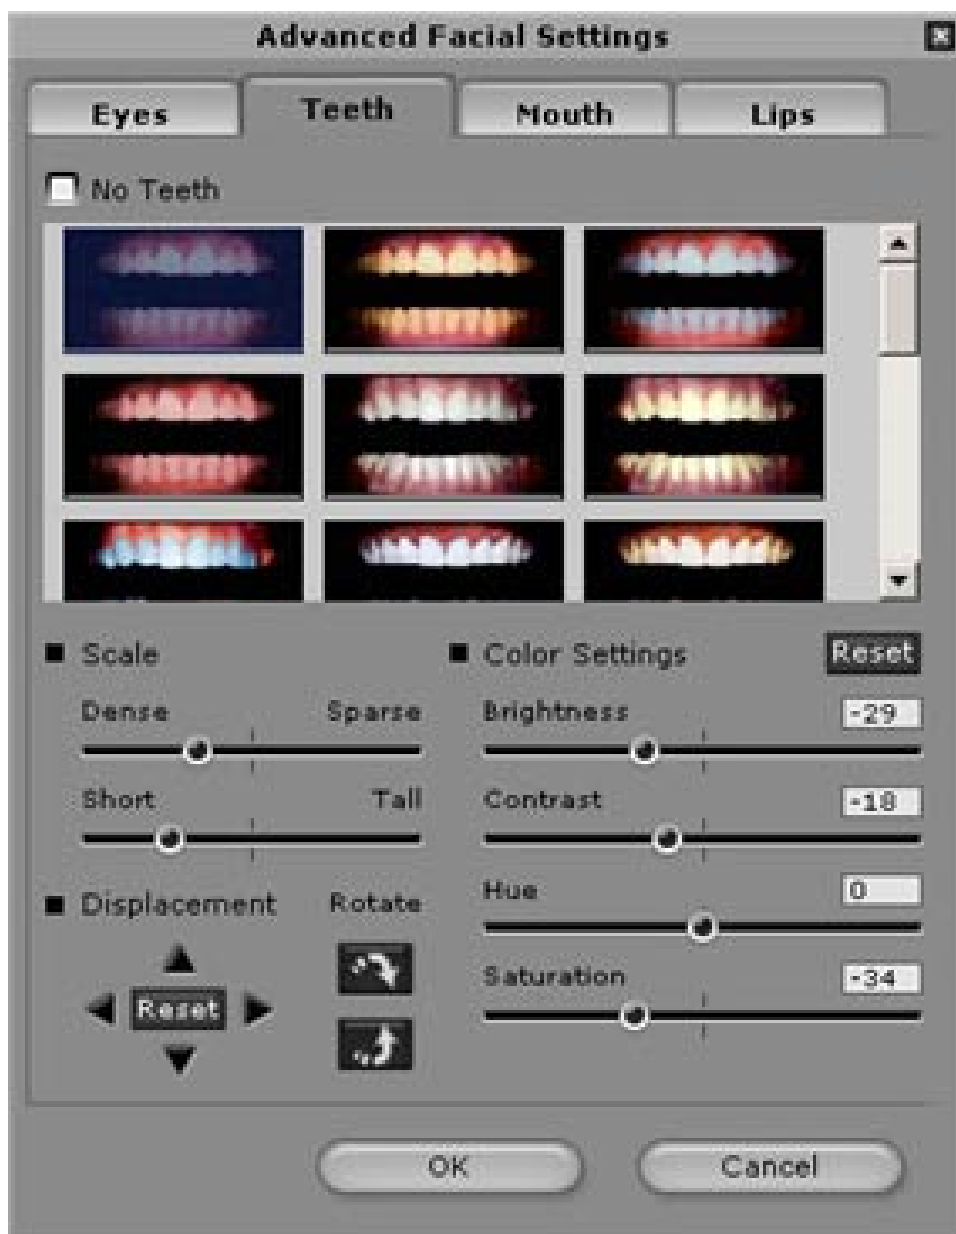 Advanced Facial Settings
Eyes Teeth Mouth Lips
No Teeth
Scale
Dense Sparse
Short Tall
Displacement Rotate
Reset
Color Settings Reset
Brightness -29
Contrast -18
Hue 0
Saturation -34
OK Cancel